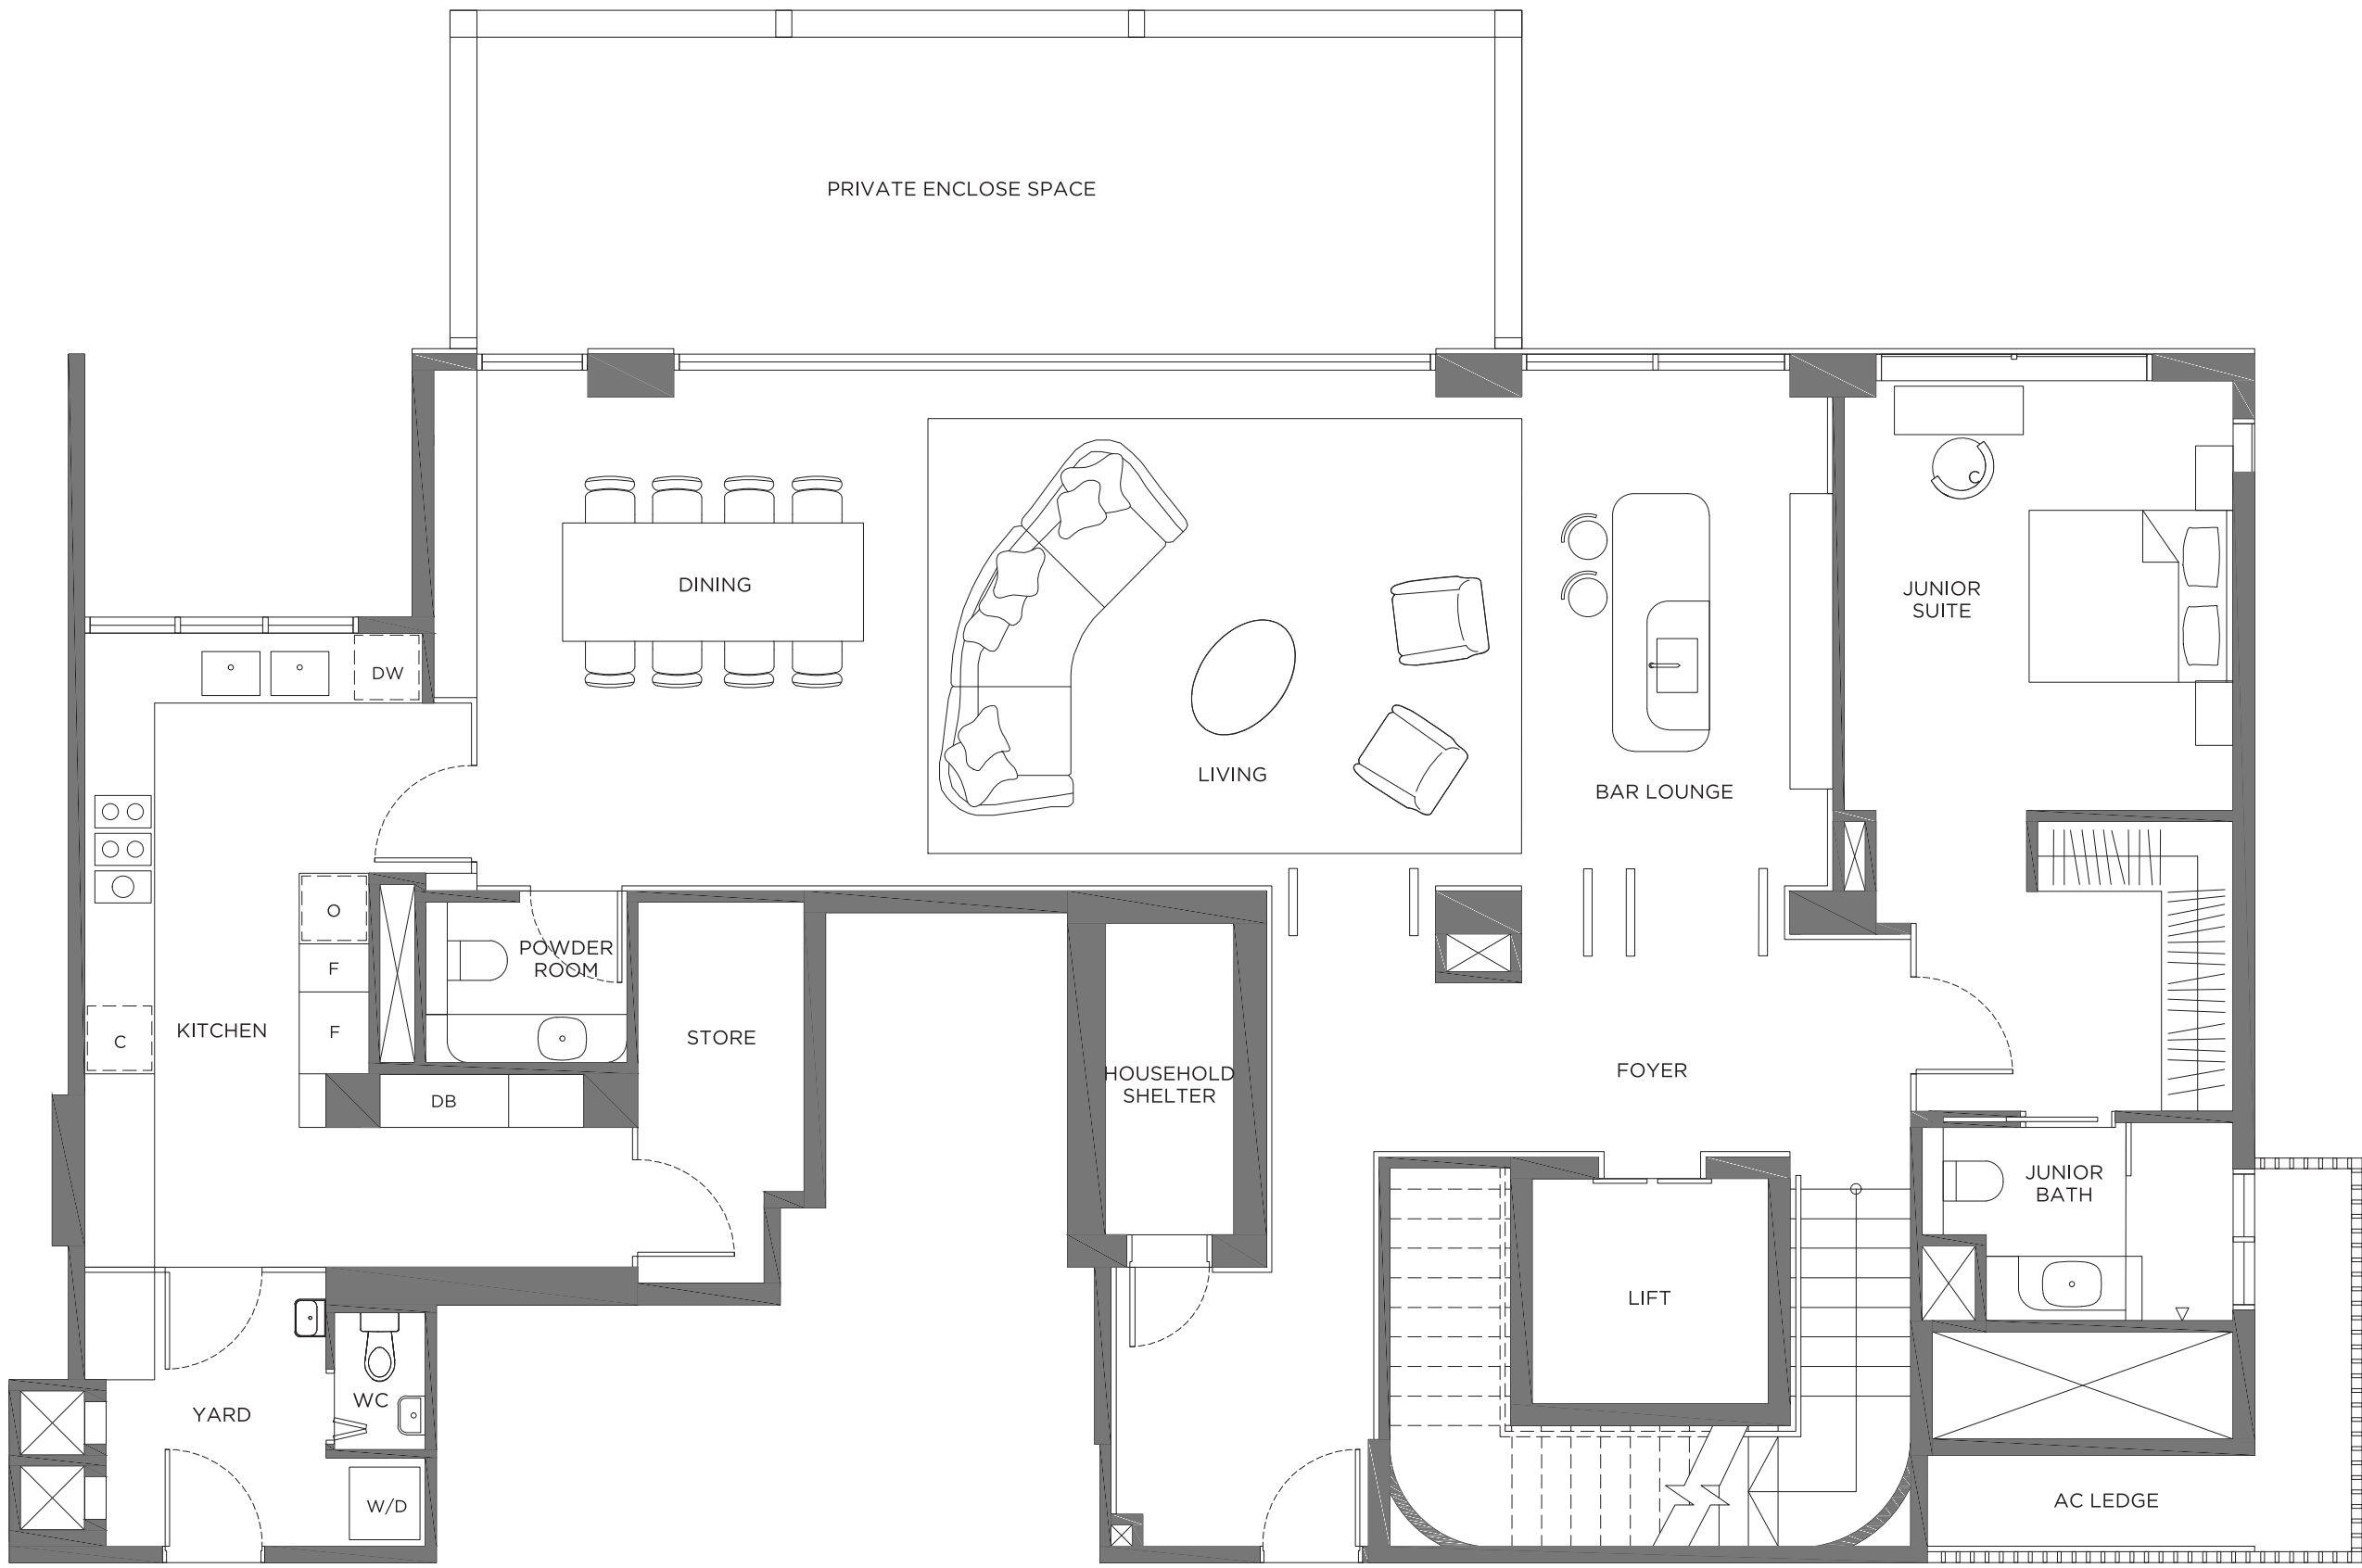 PRIVATE ENCLOSE SPACE
DINING
JUNIOR
SUITE
DW
LIVING
BAR LOUNGE
O
POWDER
ROOM
F
F
KITCHEN
C
STORE
HOUSEHOLD
SHELTER
FOYER
DB
JUNIOR
BATH
LIFT
WC
YARD
W/D
AC LEDGE